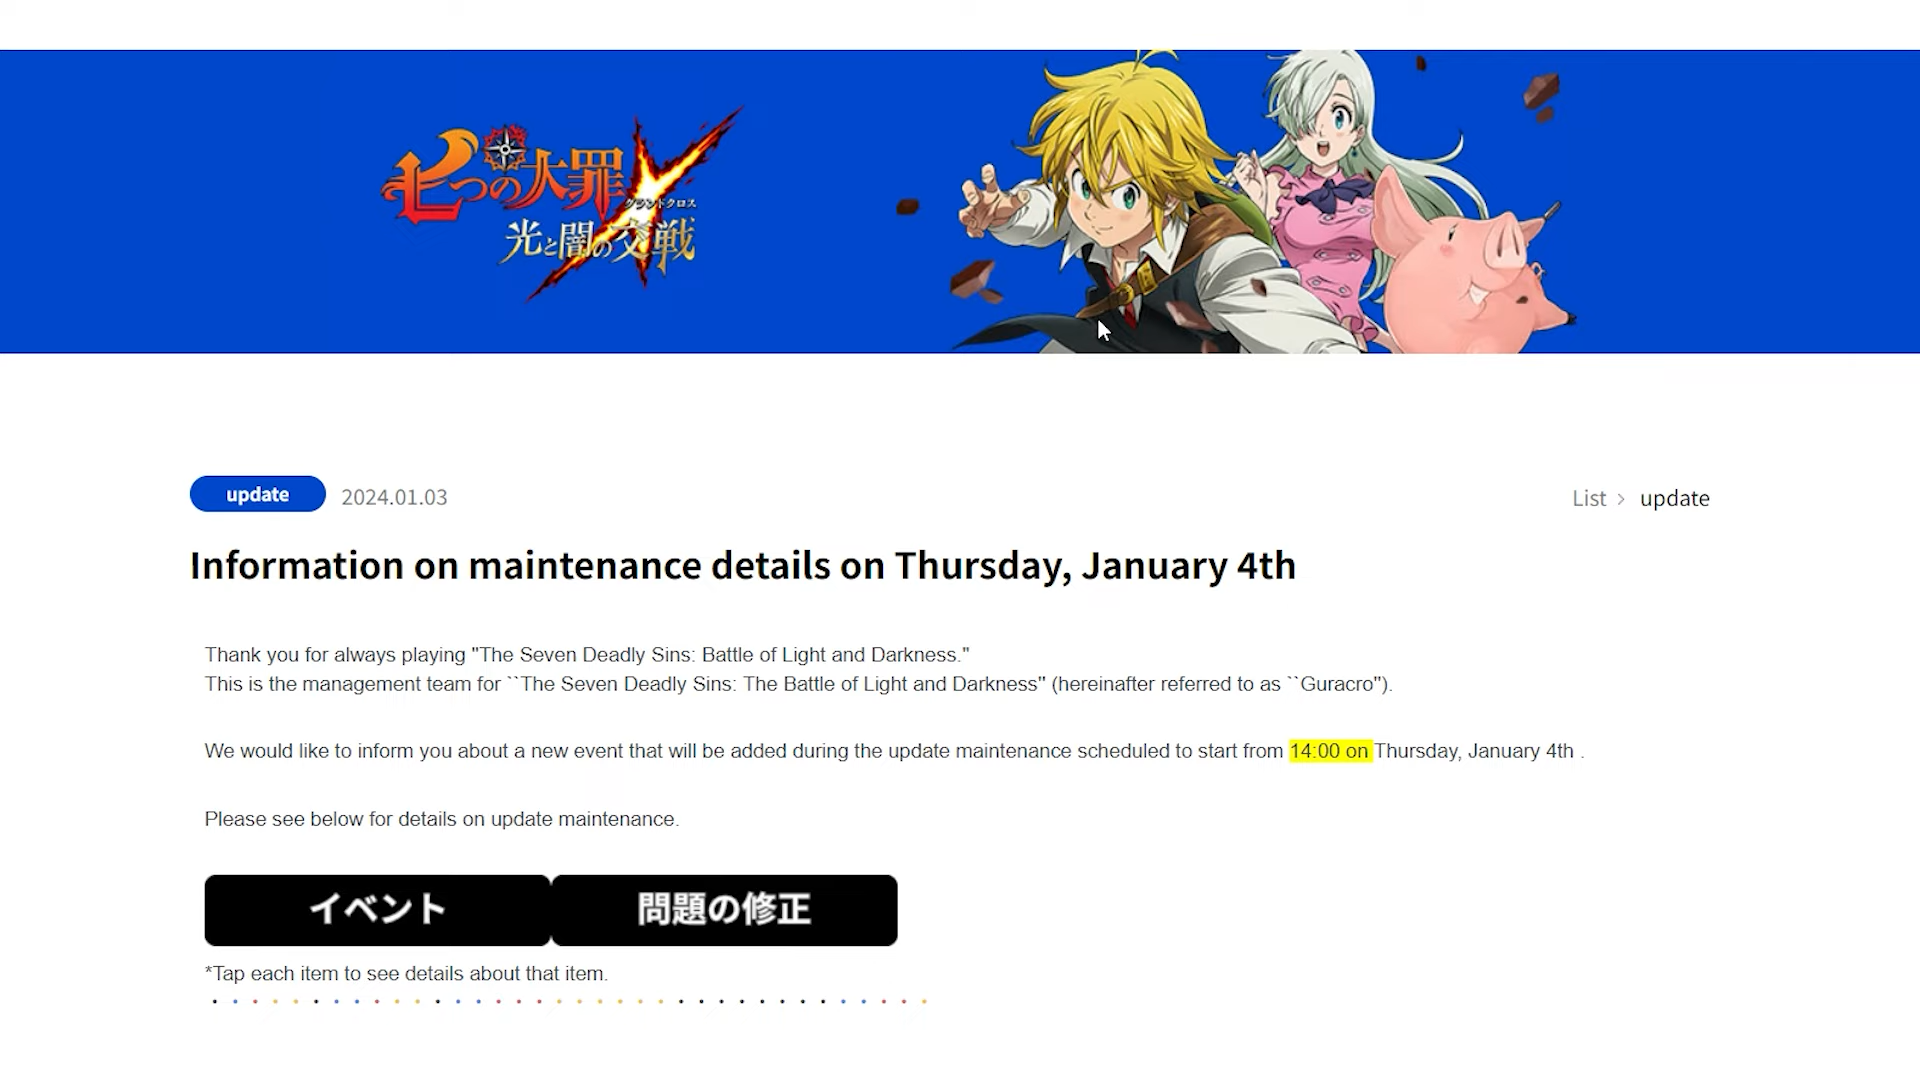 七つの大罪
グランドクロス
光と闇の交戦
update 2024.01.03
List > update
Information on maintenance details on Thursday, January 4th
Thank you for always playing "The Seven Deadly Sins: Battle of Light and Darkness."
This is the management team for ``The Seven Deadly Sins: The Battle of Light and Darkness'' (hereinafter referred to as ``Guracro'').
We would like to inform you about a new event that will be added during the update maintenance scheduled to start from 14:00 on Thursday, January 4th .
Please see below for details on update maintenance.
イベント 問題の修正
*Tap each item to see details about that item.